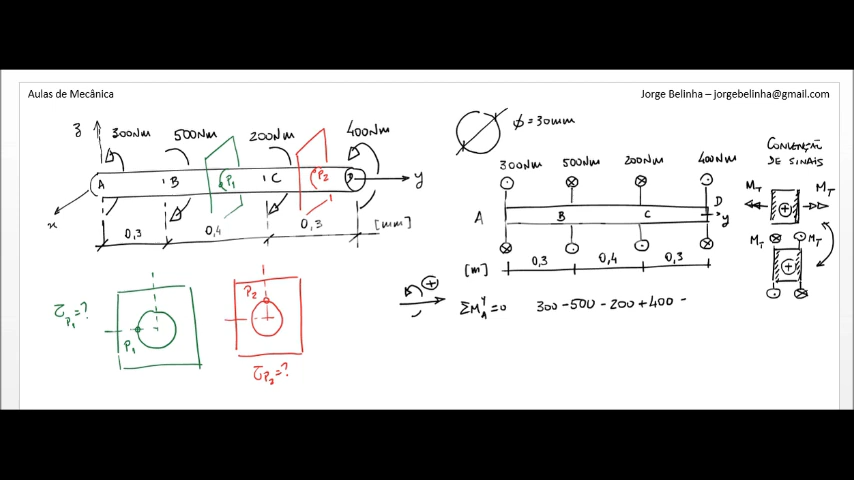 Aulas de Mecânica
Jorge Belinha – jorgebelinha@gmail.com
z
300Nm 500Nm 200Nm 400Nm
A B P1 C P2 D y
x
0,3 0,4 0,3 [mm]
ϕ = 30mm
300Nm 500Nm 200Nm 400Nm
A B C D y
[m] 0,3 0,4 0,3
CONVENÇÃO
DE SINAIS
MT MT
+
MT MT
+
τP1 = ?
P1
P2
τP2 = ?
+
ΣM_A^y = 0 300 - 500 - 200 + 400 -